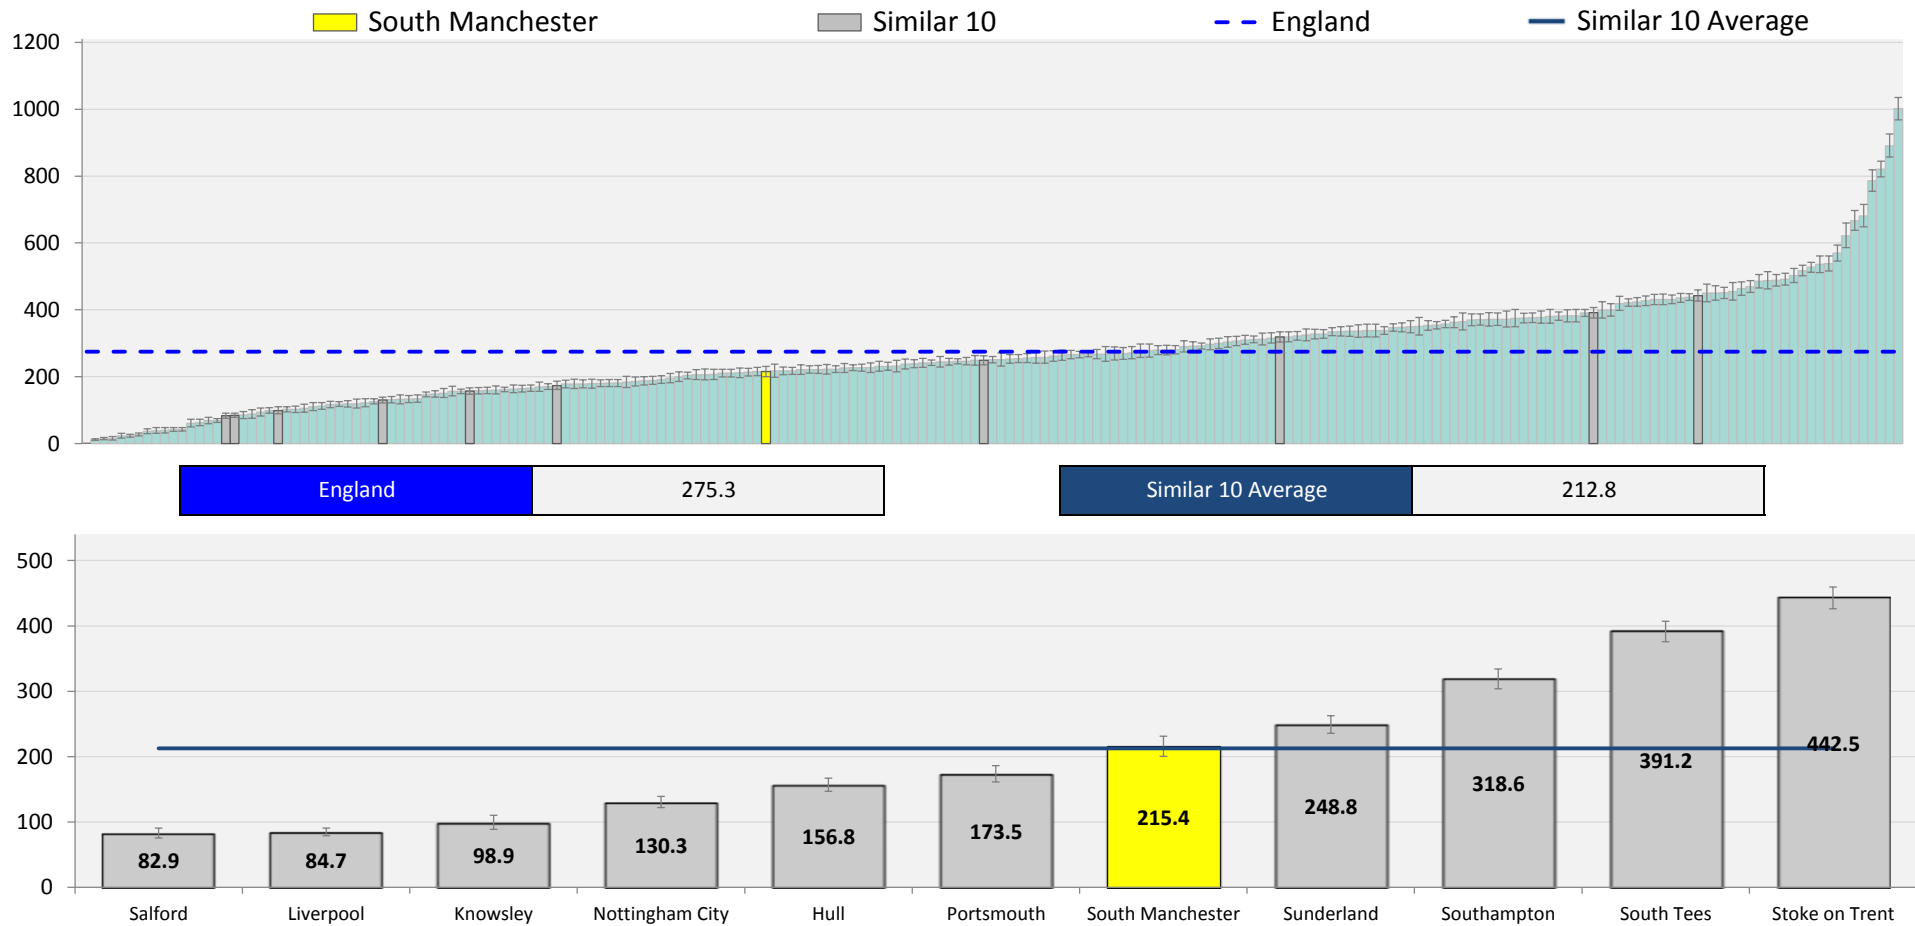 South Manchester
Similar 10
England
Similar 10 Average
1200
1000
800
600
400
200
0
England 275.3
Similar 10 Average 212.8
500
400
300
200
100
0
82.9
84.7
98.9
130.3
156.8
173.5
215.4
248.8
318.6
391.2
442.5
Salford
Liverpool
Knowsley
Nottingham City
Hull
Portsmouth
South Manchester
Sunderland
Southampton
South Tees
Stoke on Trent